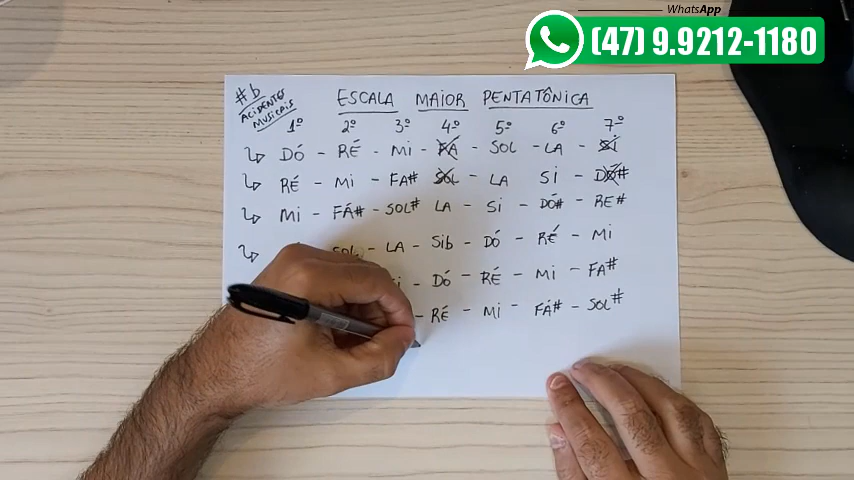 WhatsApp
(47) 9.9212-1180
#b
ACIDENTES
MUSICAIS
ESCALA MAIOR PENTATÔNICA
1º 2º 3º 4º 5º 6º 7º
DÓ - RÉ - Mi - FÁ - SOL - LA - Si
RÉ - Mi - FA# - SOL - LA Si - DÓ#
Mi - FÁ# - SOL# LA - Si - DÓ# - RE#
SOL - LA - Sib - DÓ - RÉ - Mi
- DÓ - RÉ - Mi - FA#
- RÉ - Mi - FÁ# - SOL#